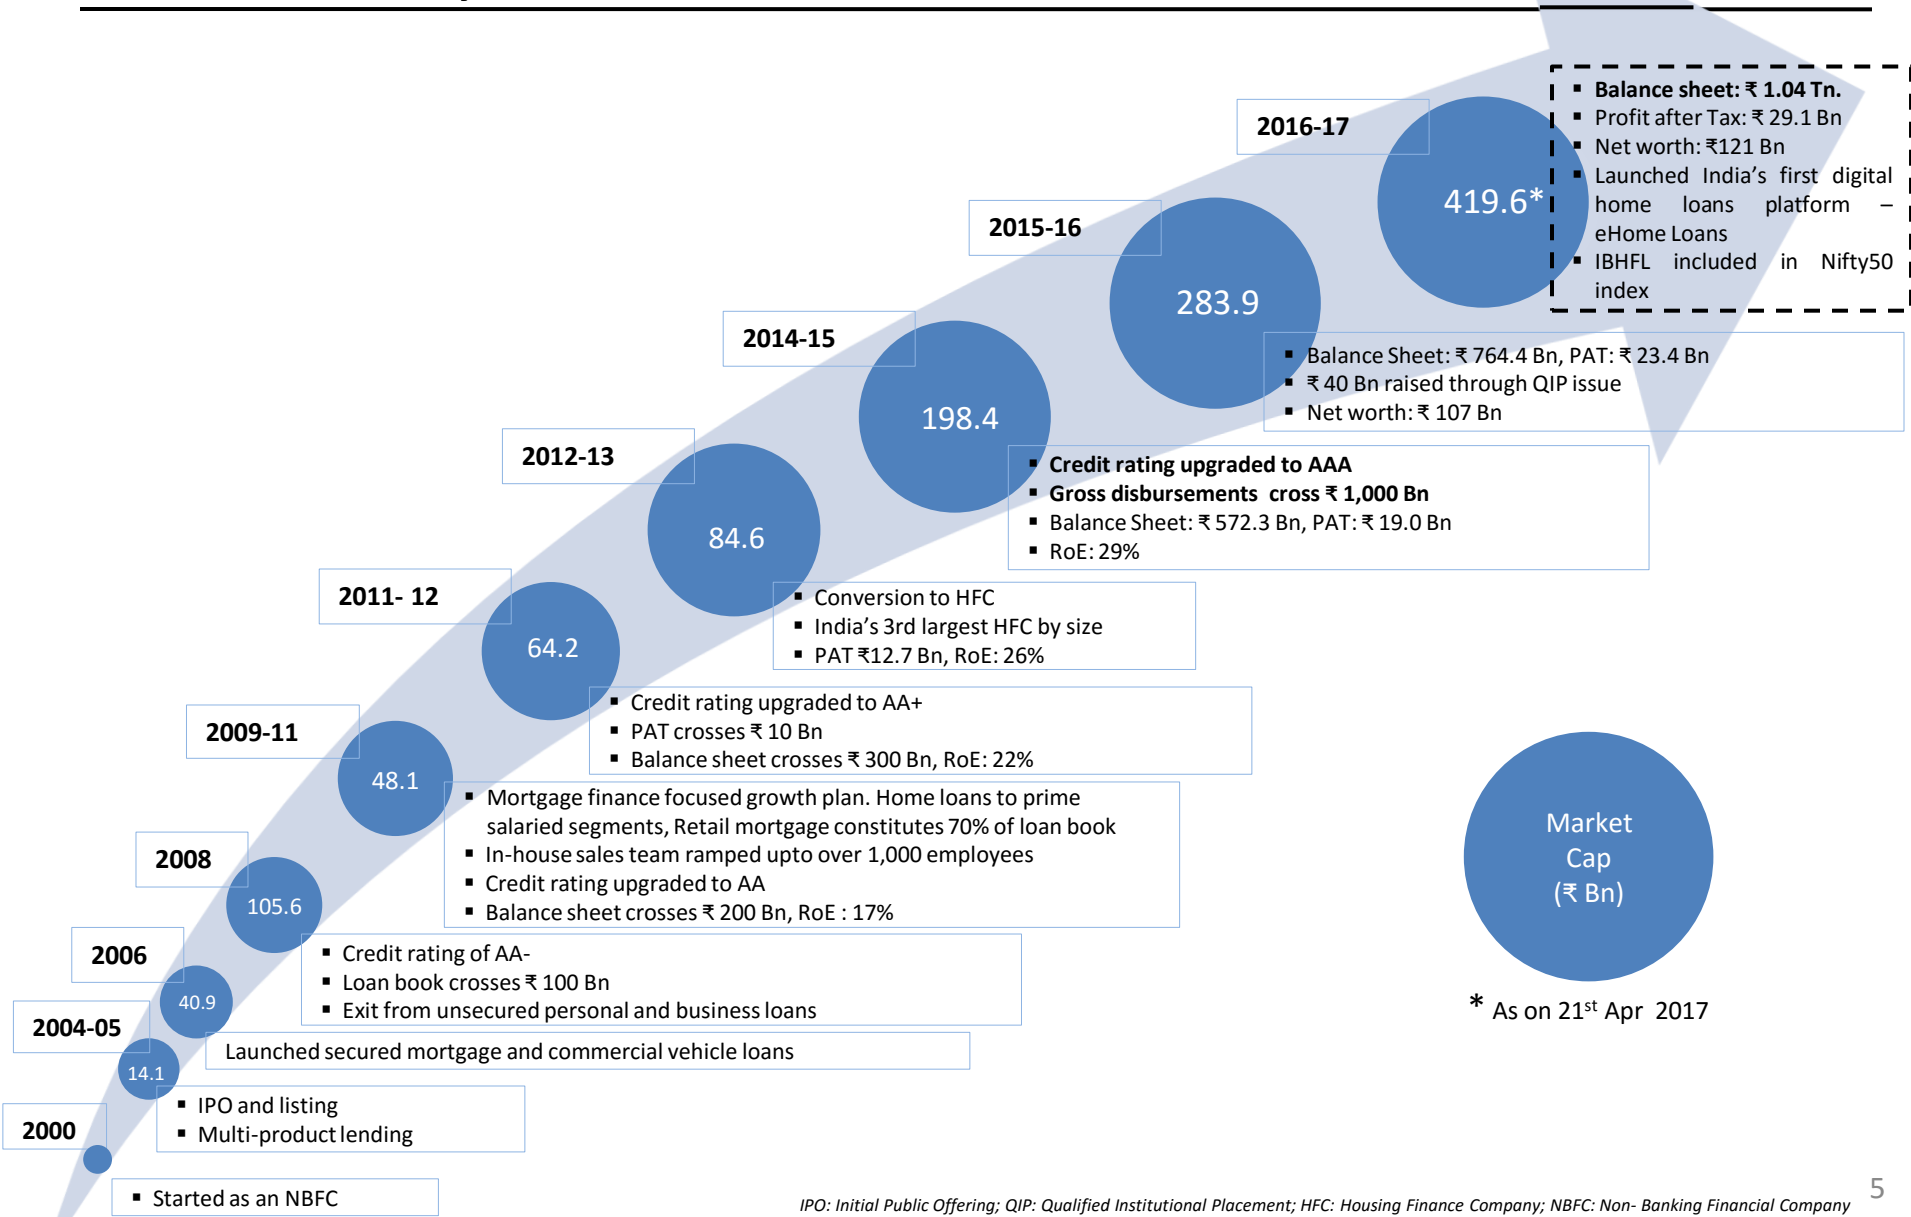 2016-17
419.6*
▪ Balance sheet: ₹ 1.04 Tn.
▪ Profit after Tax: ₹ 29.1 Bn
▪ Net worth: ₹121 Bn
▪ Launched India's first digital
home loans platform –
eHome Loans
▪ IBHFL included in Nifty50
index
2015-16
283.9
▪ Balance Sheet: ₹ 764.4 Bn, PAT: ₹ 23.4 Bn
▪ ₹ 40 Bn raised through QIP issue
▪ Net worth: ₹ 107 Bn
2014-15
198.4
▪ Credit rating upgraded to AAA
▪ Gross disbursements cross ₹ 1,000 Bn
▪ Balance Sheet: ₹ 572.3 Bn, PAT: ₹ 19.0 Bn
▪ RoE: 29%
2012-13
84.6
▪ Conversion to HFC
▪ India's 3rd largest HFC by size
▪ PAT ₹12.7 Bn, RoE: 26%
2011- 12
64.2
▪ Credit rating upgraded to AA+
▪ PAT crosses ₹ 10 Bn
▪ Balance sheet crosses ₹ 300 Bn, RoE: 22%
2009-11
48.1
▪ Mortgage finance focused growth plan. Home loans to prime
salaried segments, Retail mortgage constitutes 70% of loan book
▪ In-house sales team ramped upto over 1,000 employees
▪ Credit rating upgraded to AA
▪ Balance sheet crosses ₹ 200 Bn, RoE : 17%
2008
105.6
▪ Credit rating of AA-
▪ Loan book crosses ₹ 100 Bn
▪ Exit from unsecured personal and business loans
2006
40.9
Launched secured mortgage and commercial vehicle loans
2004-05
14.1
▪ IPO and listing
▪ Multi-product lending
2000
▪ Started as an NBFC
Market
Cap
(₹ Bn)
* As on 21st Apr 2017
IPO: Initial Public Offering; QIP: Qualified Institutional Placement; HFC: Housing Finance Company; NBFC: Non- Banking Financial Company
5